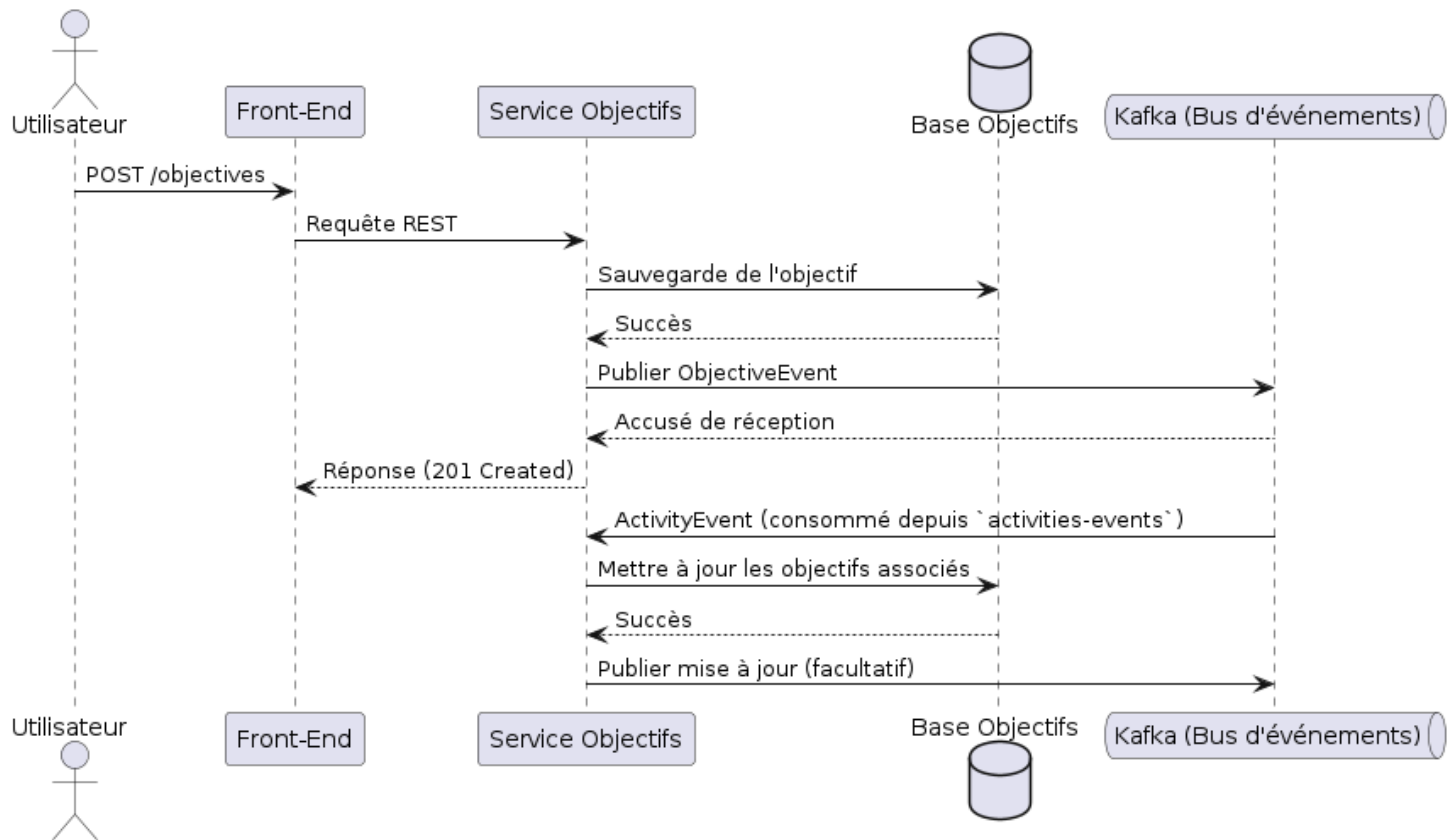 Utilisateur
Front-End
Service Objectifs
Base Objectifs
Kafka (Bus d'événements)
POST /objectives
Requête REST
Sauvegarde de l'objectif
Succès
Publier ObjectiveEvent
Accusé de réception
Réponse (201 Created)
ActivityEvent (consommé depuis `activities-events`)
Mettre à jour les objectifs associés
Succès
Publier mise à jour (facultatif)
Utilisateur
Front-End
Service Objectifs
Base Objectifs
Kafka (Bus d'événements)